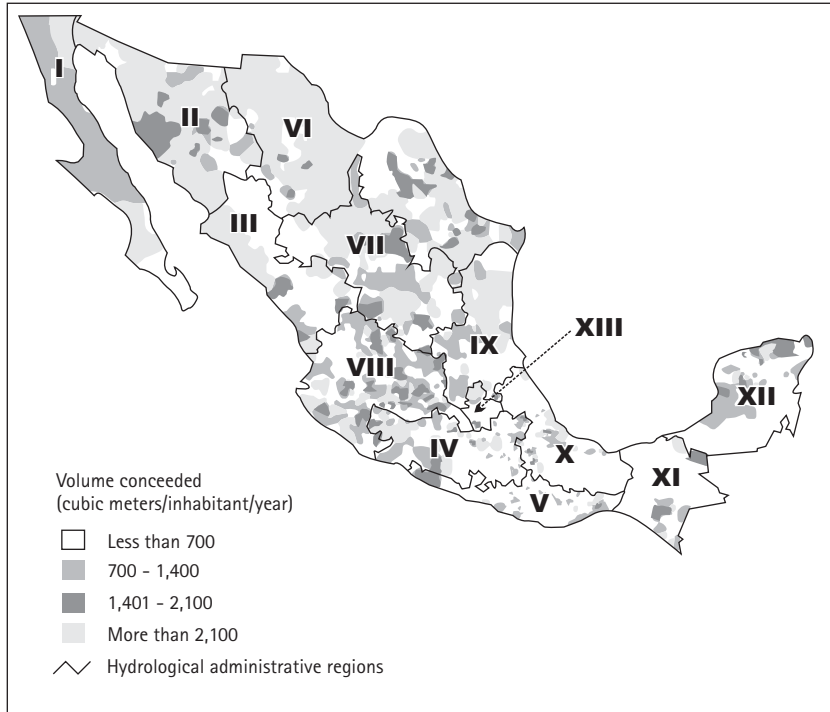 I
II
VI
III
VII
XIII
IX
VIII
XII
IV
X
XI
V
Volume conceeded
(cubic meters/inhabitant/year)
Less than 700
700 - 1,400
1,401 - 2,100
More than 2,100
Hydrological administrative regions